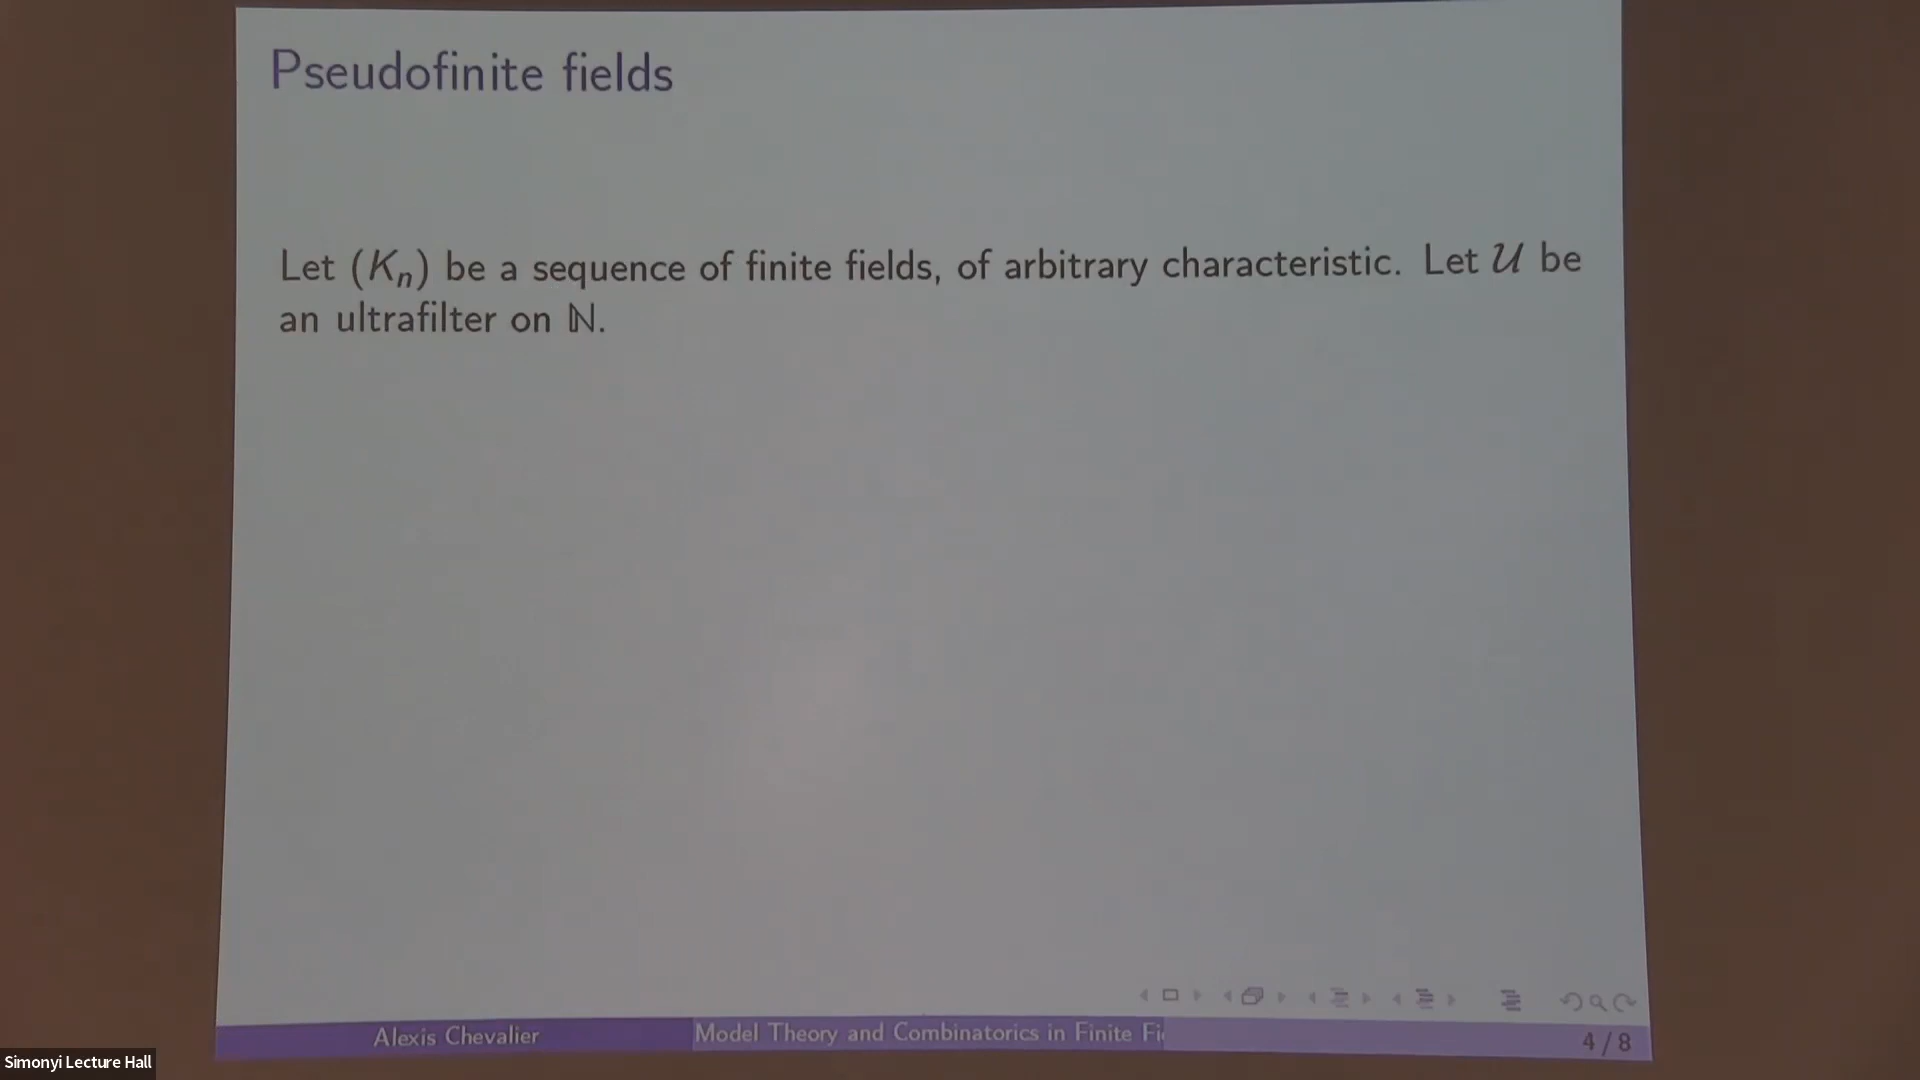 Pseudofinite fields
Let (Kₙ) be a sequence of finite fields, of arbitrary characteristic. Let 𝒰 be
an ultrafilter on ℕ.
Alexis Chevalier
Model Theory and Combinatorics in Finite Fi
4 / 8
Simonyi Lecture Hall